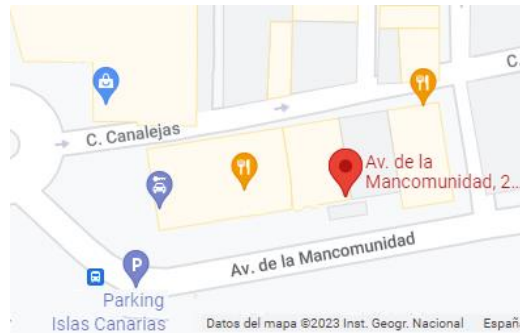 C.
C. Canalejas
Av. de la
Mancomunidad, 2...
Av. de la Mancomunidad
P
Parking
Islas Canarias
Datos del mapa ©2023 Inst. Geogr. Nacional Españ